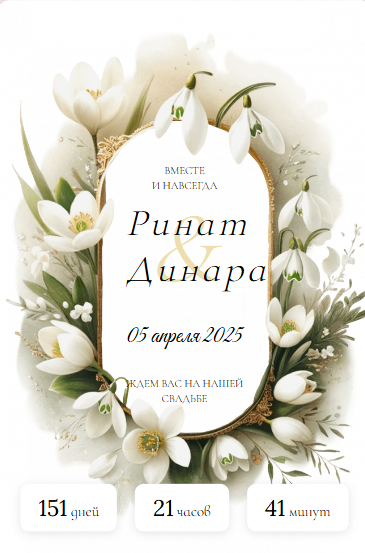 ВМЕСТЕ
И НАВСЕГДА
Ринат
&
Динара
05 апреля 2025
ЖДЕМ ВАС НА НАШЕЙ
СВАДЬБЕ
151 дней 21 часов 41 минут